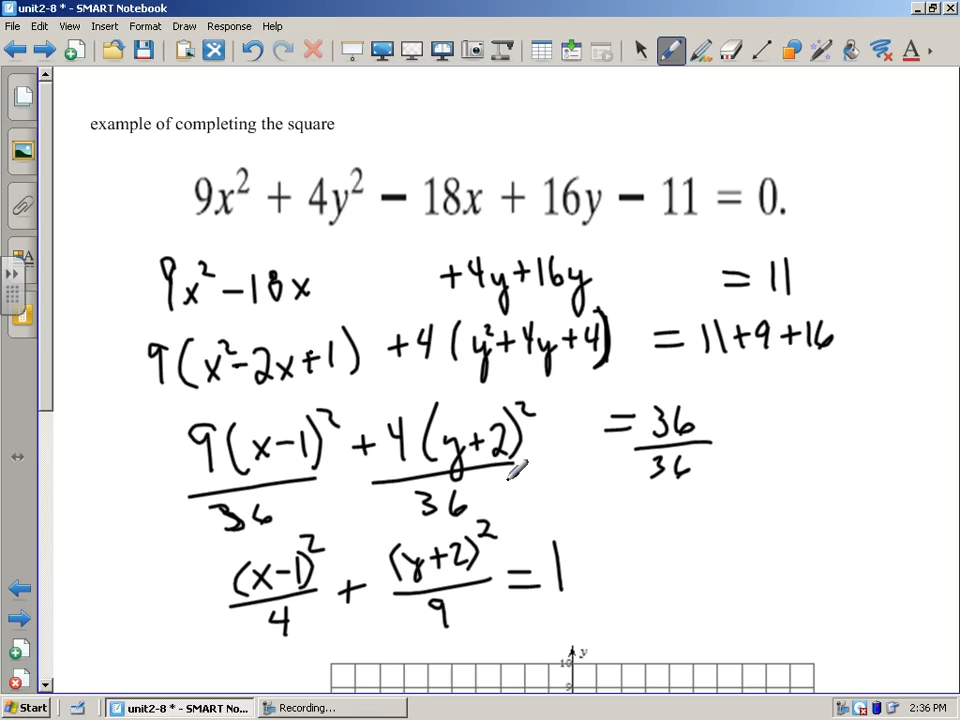 unit2-8 * - SMART Notebook
File Edit View Insert Format Draw Response Help
example of completing the square
9x² + 4y² − 18x + 16y − 11 = 0.
9x² − 18x + 4y + 16y = 11
9(x² − 2x + 1) + 4(y² + 4y + 4) = 11 + 9 + 16
9(x − 1)² / 36 + 4(y + 2)² / 36 = 36 / 36
(x − 1)² / 4 + (y + 2)² / 9 = 1
10 y
9
Start unit2-8 * - SMART No... Recording... 2:36 PM